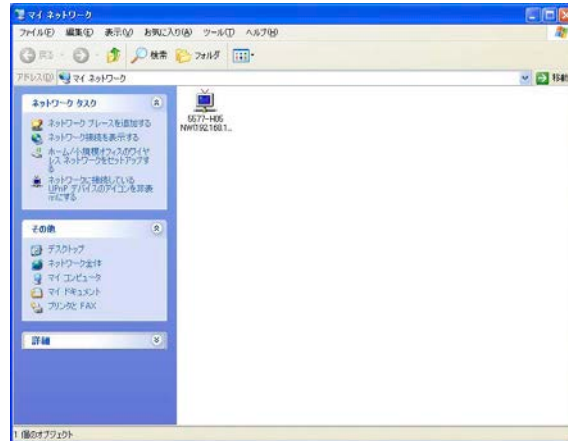 マイ ネットワーク
ファイル(F) 編集(E) 表示(V) お気に入り(A) ツール(T) ヘルプ(H)
戻る 検索 フォルダ
アドレス(D) マイ ネットワーク 移動
ネットワーク タスク
ネットワーク プレースを追加する
ネットワーク接続を表示する
ホーム/小規模オフィスのワイヤ
レス ネットワークをセットアップす
る
ネットワークに接続している
UPnP デバイスのアイコンを非表
示にする
その他
デスクトップ
ネットワーク全体
マイ コンピュータ
マイ ドキュメント
プリンタと FAX
詳細
1 個のオブジェクト